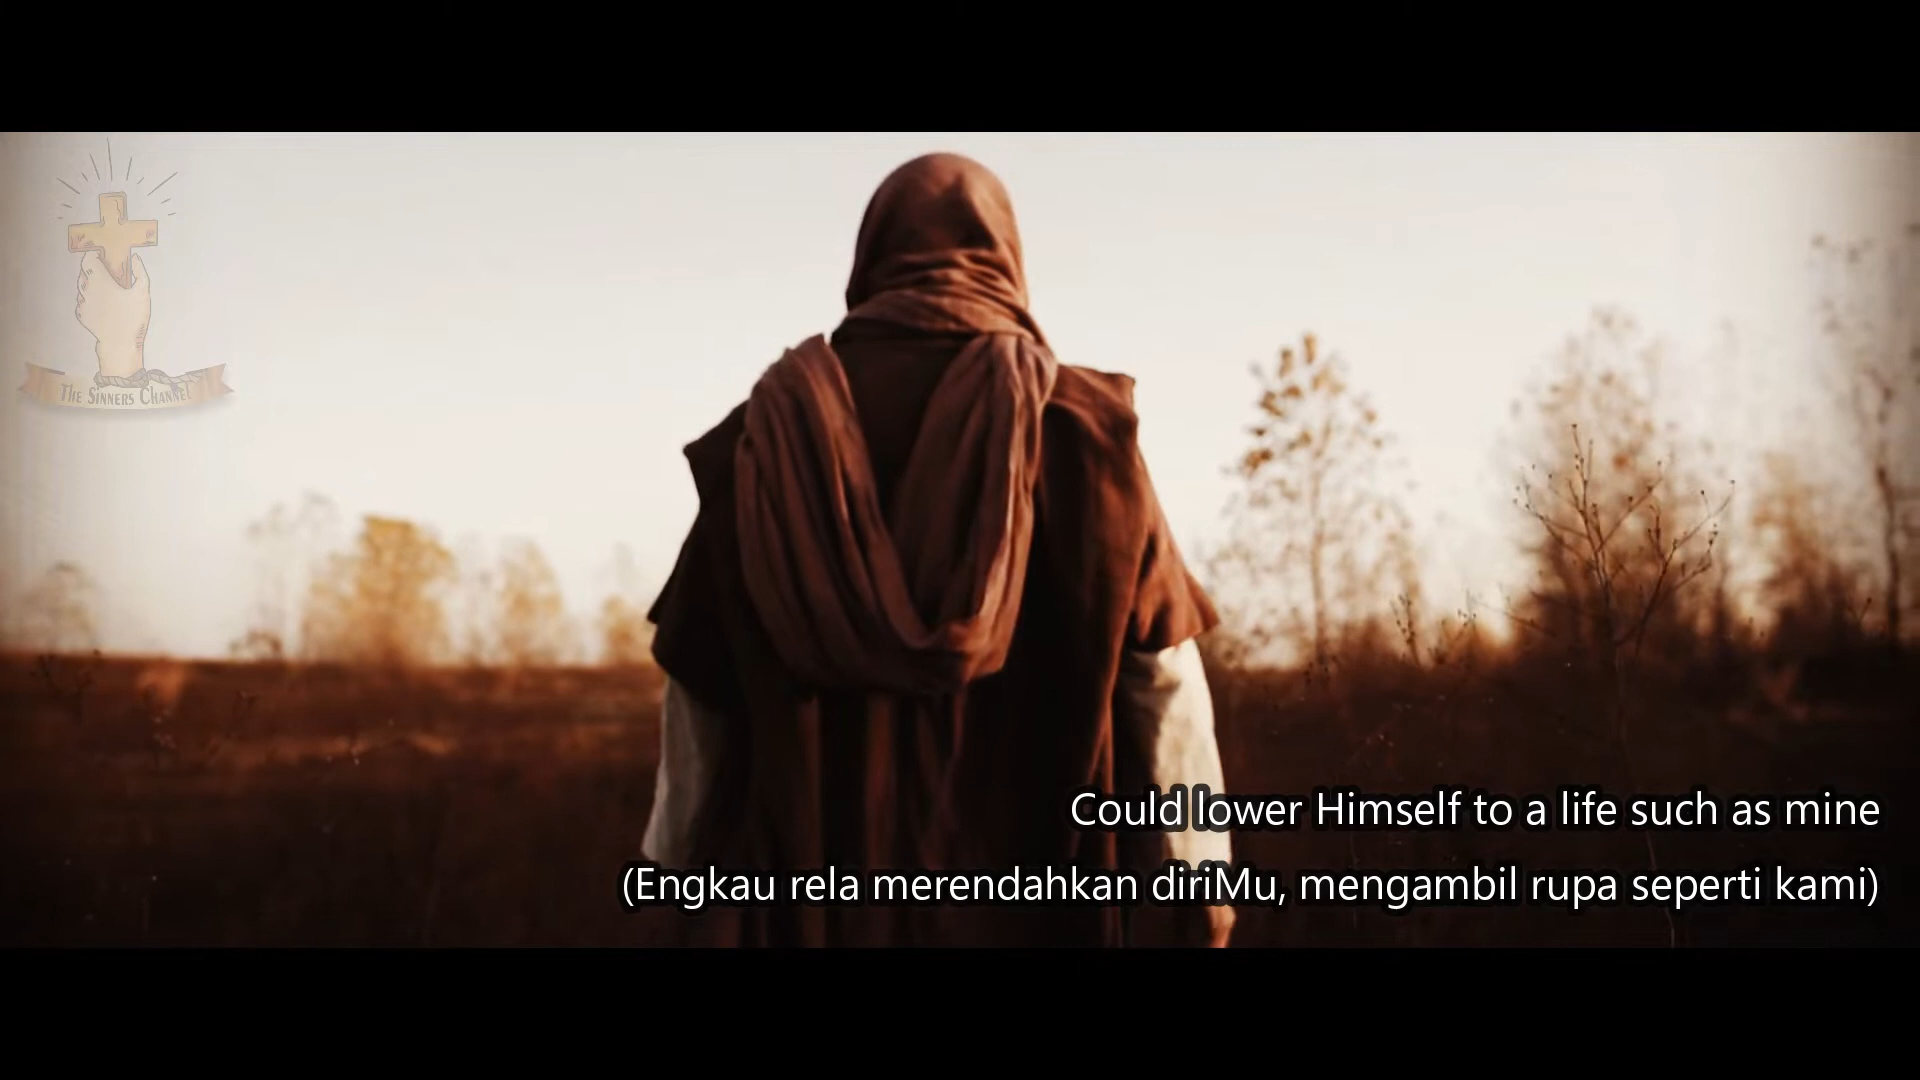 The Sinners Channel
Could lower Himself to a life such as mine
(Engkau rela merendahkan diriMu, mengambil rupa seperti kami)